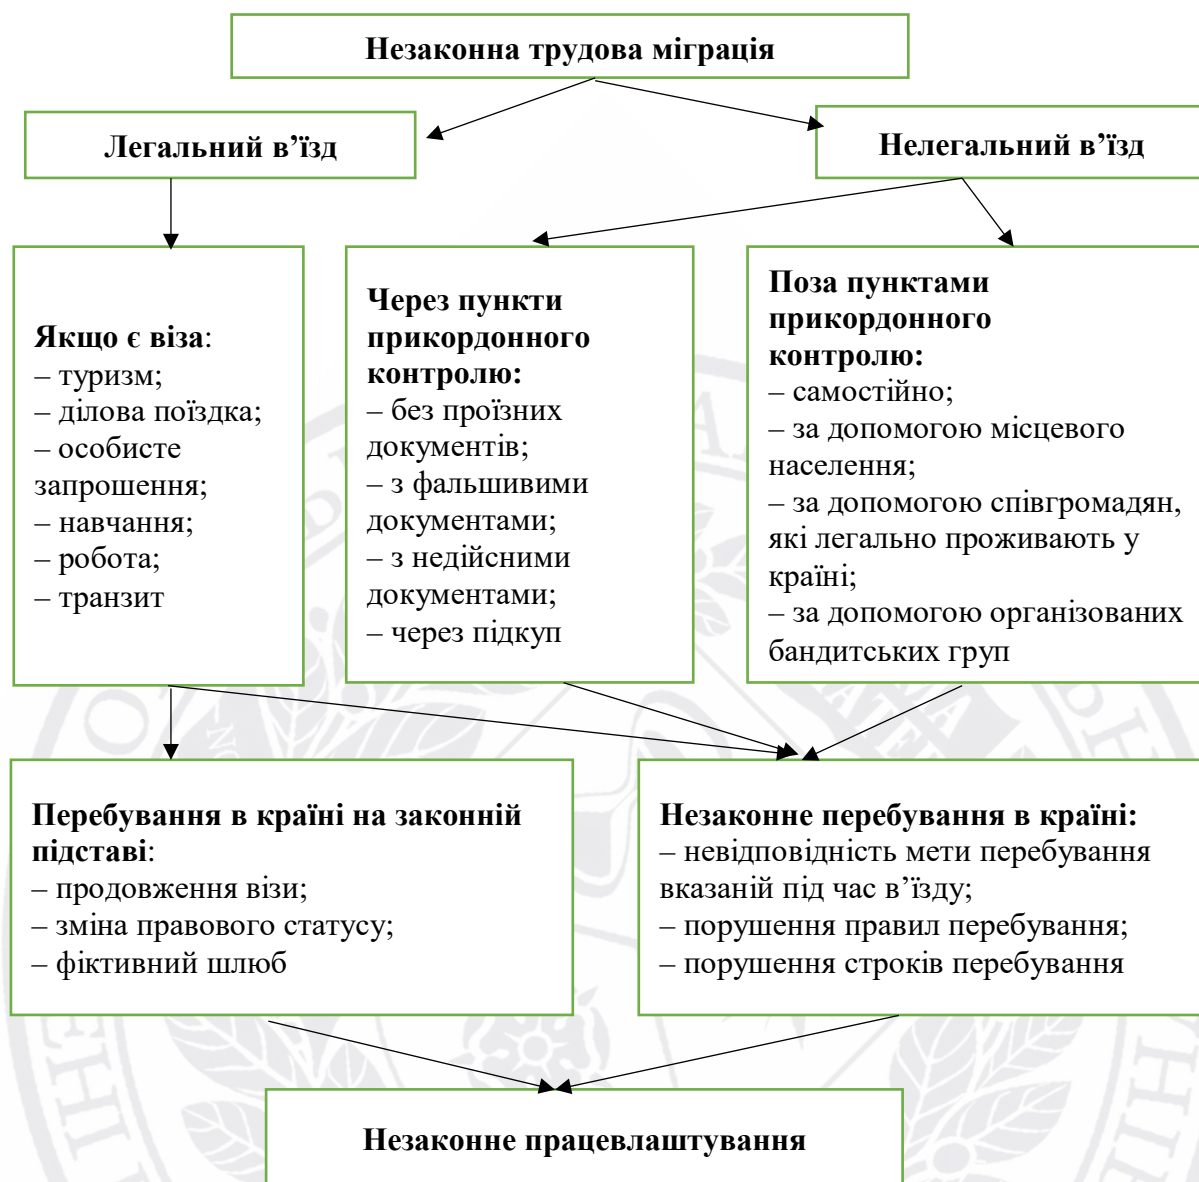 Незаконна трудова міграція
Легальний в’їзд
Нелегальний в’їзд
Якщо є віза:
– туризм;
– ділова поїздка;
– особисте
запрошення;
– навчання;
– робота;
– транзит
Через пункти
прикордонного
контролю:
– без проїзних
документів;
– з фальшивими
документами;
– з недійсними
документами;
– через підкуп
Поза пунктами
прикордонного
контролю:
– самостійно;
– за допомогою місцевого
населення;
– за допомогою співгромадян,
які легально проживають у
країні;
– за допомогою організованих
бандитських груп
Перебування в країні на законній
підставі:
– продовження візи;
– зміна правового статусу;
– фіктивний шлюб
Незаконне перебування в країні:
– невідповідність мети перебування
вказаній під час в’їзду;
– порушення правил перебування;
– порушення строків перебування
Незаконне працевлаштування